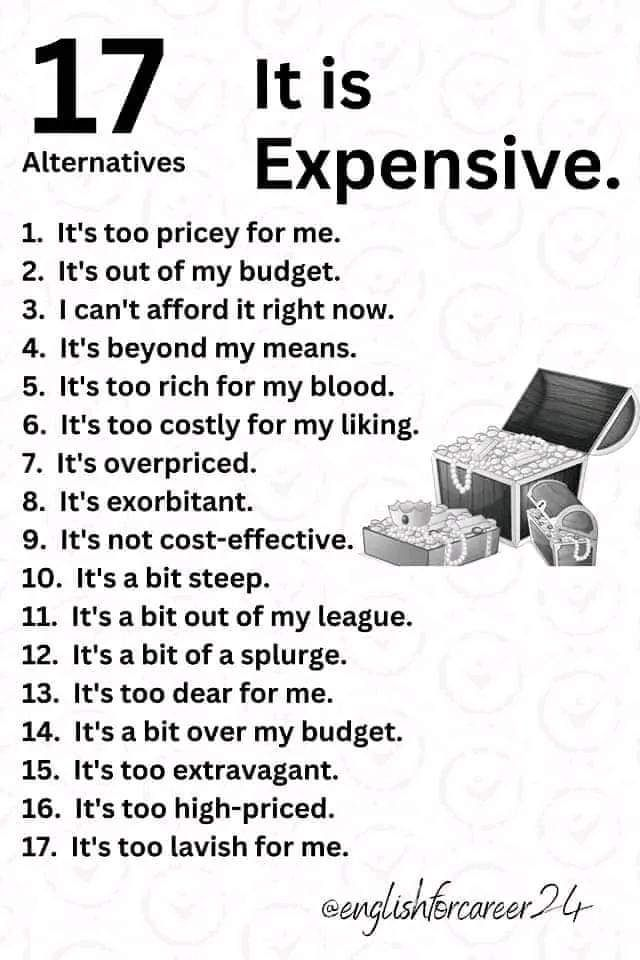 17
Alternatives
It is
Expensive.
1. It's too pricey for me.
2. It's out of my budget.
3. I can't afford it right now.
4. It's beyond my means.
5. It's too rich for my blood.
6. It's too costly for my liking.
7. It's overpriced.
8. It's exorbitant.
9. It's not cost-effective.
10. It's a bit steep.
11. It's a bit out of my league.
12. It's a bit of a splurge.
13. It's too dear for me.
14. It's a bit over my budget.
15. It's too extravagant.
16. It's too high-priced.
17. It's too lavish for me.
@englishforcareer24